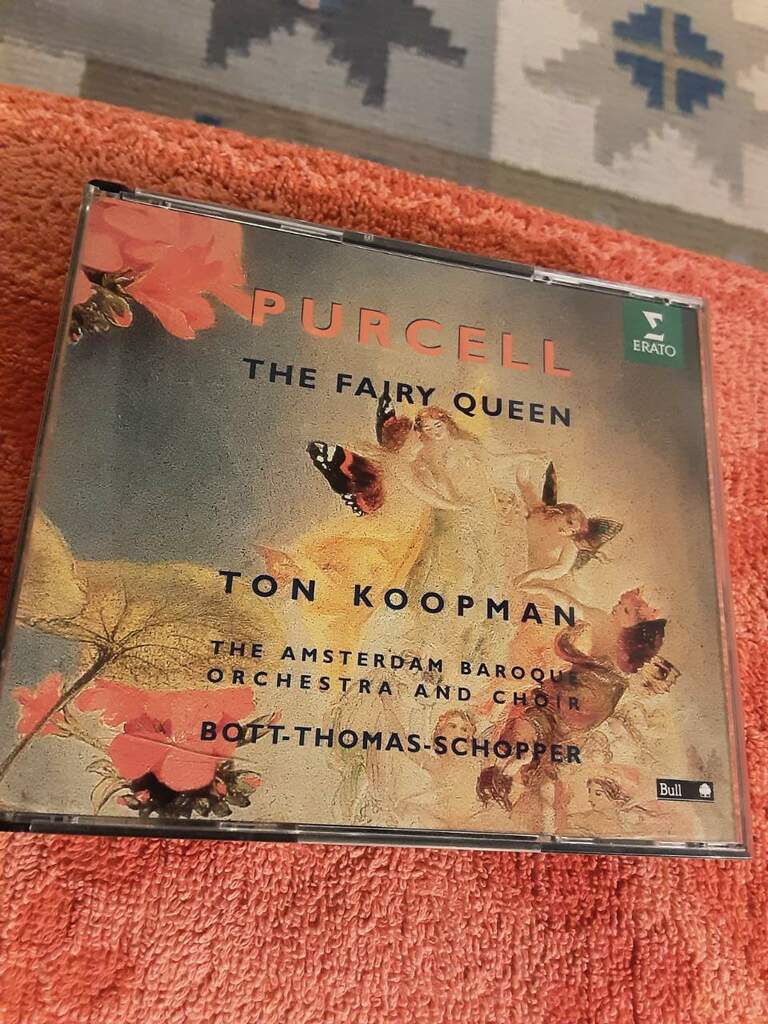 PURCELL
ERATO
THE FAIRY QUEEN
TON KOOPMAN
THE AMSTERDAM BAROQUE
ORCHESTRA AND CHOIR
BOTT-THOMAS-SCHOPPER
Bull